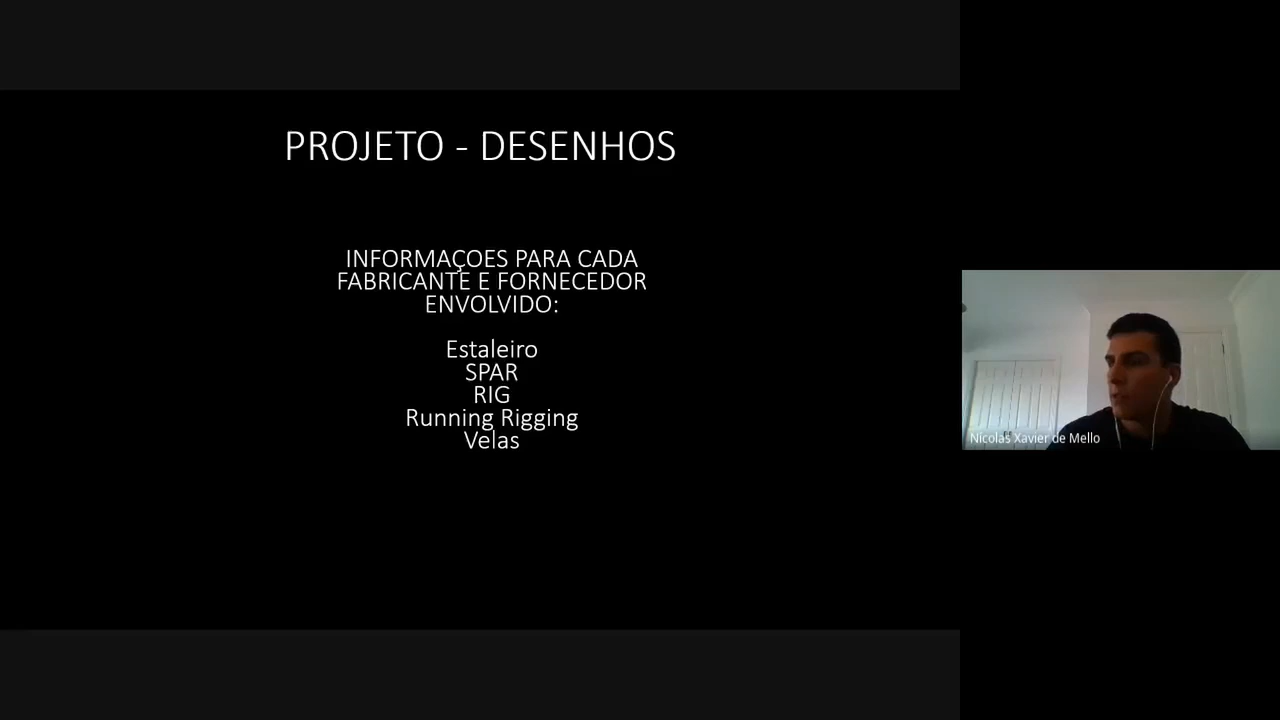 PROJETO - DESENHOS
INFORMAÇOES PARA CADA
FABRICANTE E FORNECEDOR
ENVOLVIDO:
Estaleiro
SPAR
RIG
Running Rigging
Velas
Nicolas Xavier de Mello